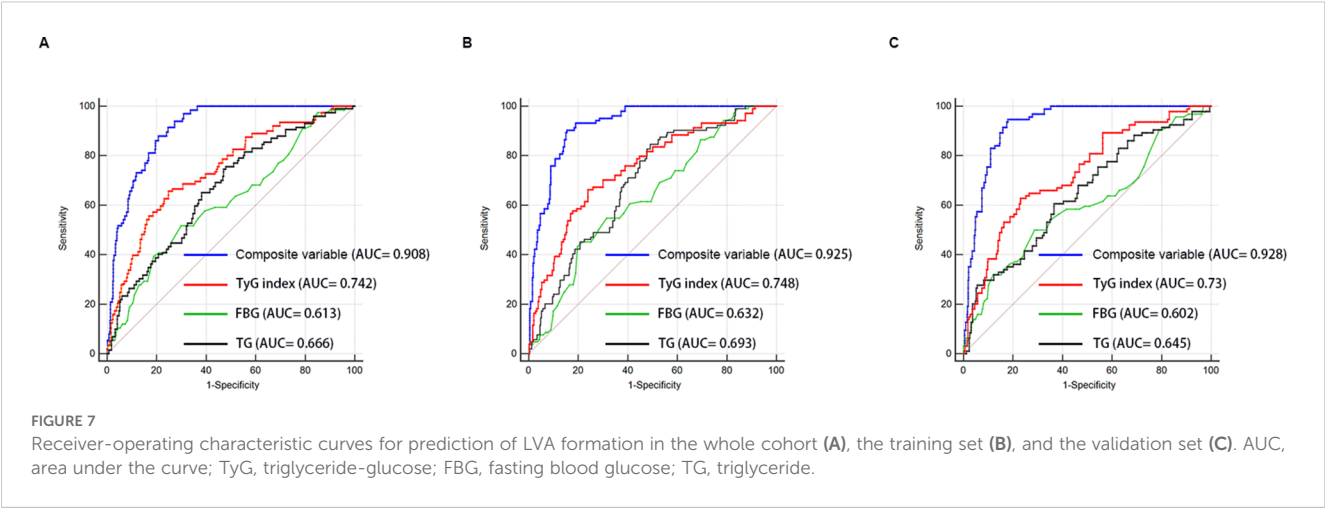 A
Sensitivity
100
80
60
40
20
0
Composite variable (AUC= 0.908)
TyG index (AUC= 0.742)
FBG (AUC= 0.613)
TG (AUC= 0.666)
0 20 40 60 80 100
1-Specificity
B
Sensitivity
100
80
60
40
20
0
Composite variable (AUC= 0.925)
TyG index (AUC= 0.748)
FBG (AUC= 0.632)
TG (AUC= 0.693)
0 20 40 60 80 100
1-Specificity
C
Sensitivity
100
80
60
40
20
0
Composite variable (AUC= 0.928)
TyG index (AUC= 0.73)
FBG (AUC= 0.602)
TG (AUC= 0.645)
0 20 40 60 80 100
1-Specificity
FIGURE 7
Receiver-operating characteristic curves for prediction of LVA formation in the whole cohort (A), the training set (B), and the validation set (C). AUC,
area under the curve; TyG, triglyceride-glucose; FBG, fasting blood glucose; TG, triglyceride.